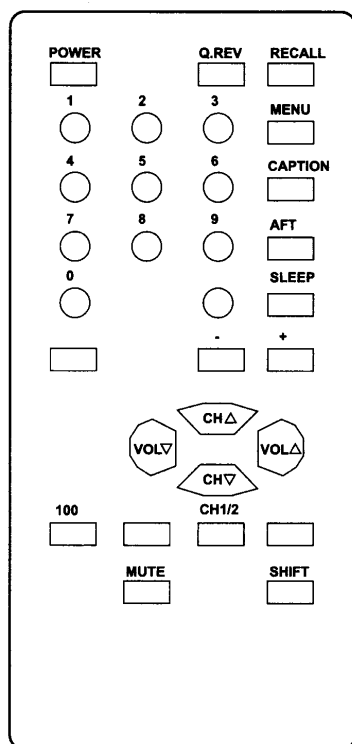 POWER Q.REV RECALL
1 2 3 MENU
4 5 6 CAPTION
7 8 9 AFT
0 SLEEP
- +
CH△
VOL▽ VOL△
CH▽
100 CH1/2
MUTE SHIFT